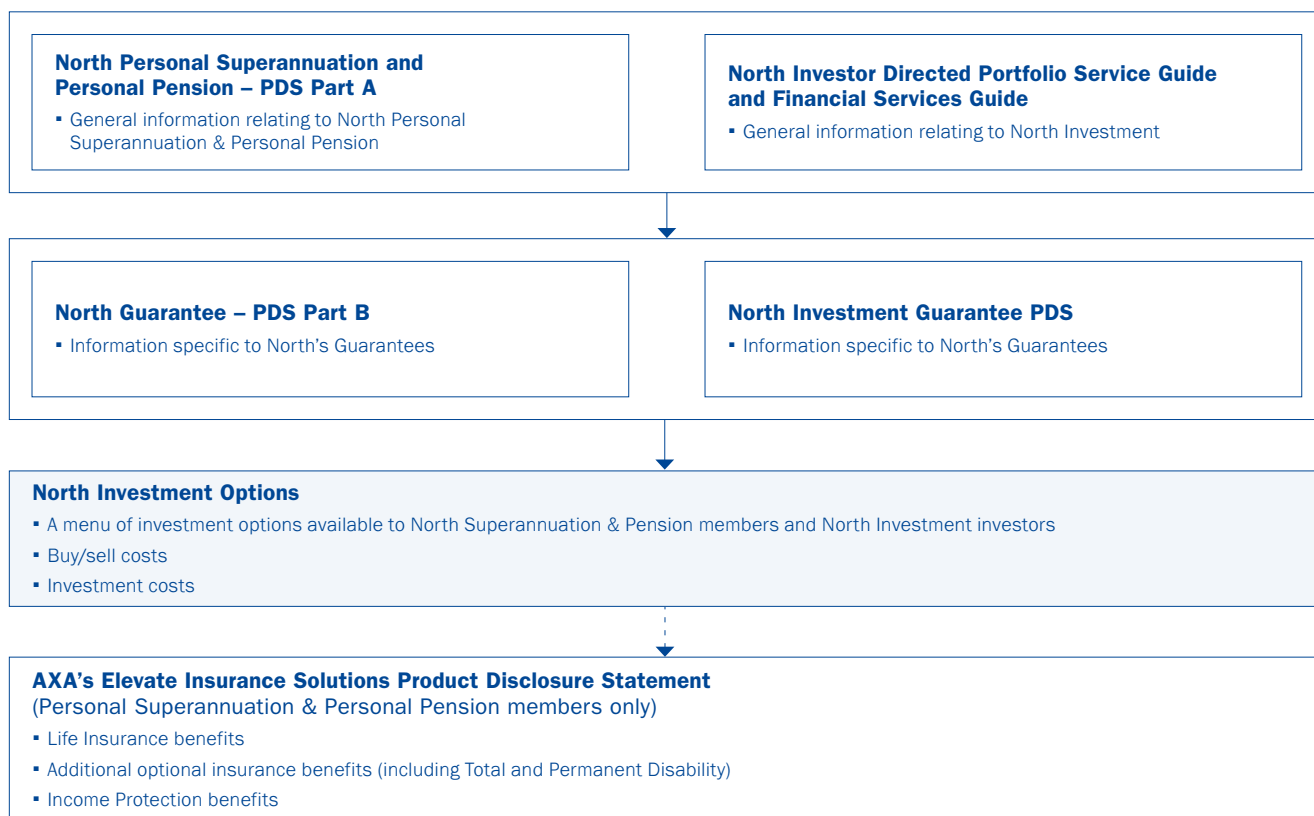 North Personal Superannuation and
Personal Pension – PDS Part A
▪ General information relating to North Personal
Superannuation & Personal Pension
North Investor Directed Portfolio Service Guide
and Financial Services Guide
▪ General information relating to North Investment
North Guarantee – PDS Part B
▪ Information specific to North's Guarantees
North Investment Guarantee PDS
▪ Information specific to North's Guarantees
North Investment Options
▪ A menu of investment options available to North Superannuation & Pension members and North Investment investors
▪ Buy/sell costs
▪ Investment costs
AXA's Elevate Insurance Solutions Product Disclosure Statement
(Personal Superannuation & Personal Pension members only)
▪ Life Insurance benefits
▪ Additional optional insurance benefits (including Total and Permanent Disability)
▪ Income Protection benefits